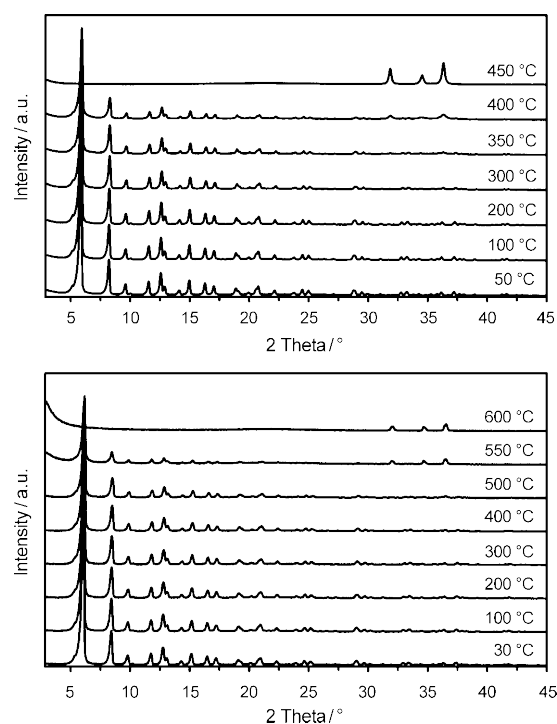 Intensity / a.u.
450 °C
400 °C
350 °C
300 °C
200 °C
100 °C
50 °C
5 10 15 20 25 30 35 40 45
2 Theta / °
Intensity / a.u.
600 °C
550 °C
500 °C
400 °C
300 °C
200 °C
100 °C
30 °C
5 10 15 20 25 30 35 40 45
2 Theta / °